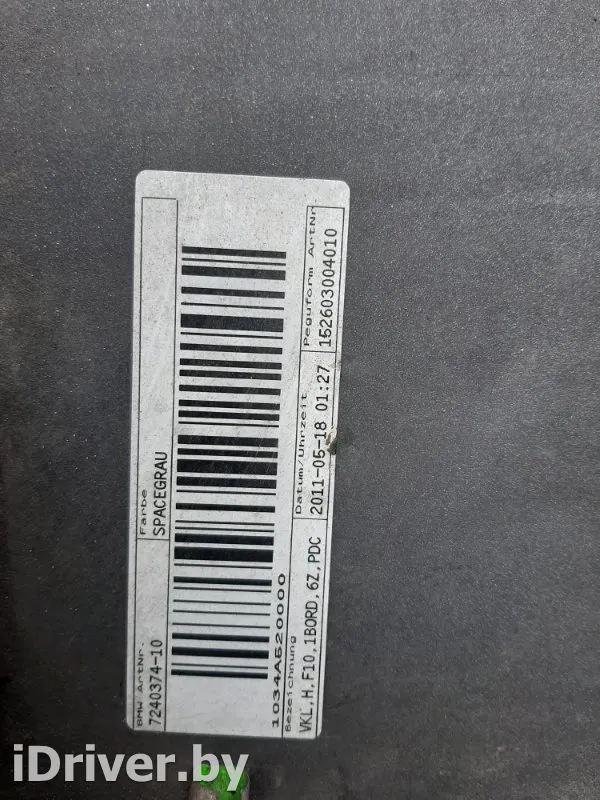 BMW ArtNr.
7240374-10
Farbe
SPACEGRAU
1034A520000
Bezeichnung
VKL,H,F10,1BORD,6Z,PDC
Datum/Uhrzeit
2011-05-18 01:27
Peguform ArtNr.
152603004010
iDriver.by